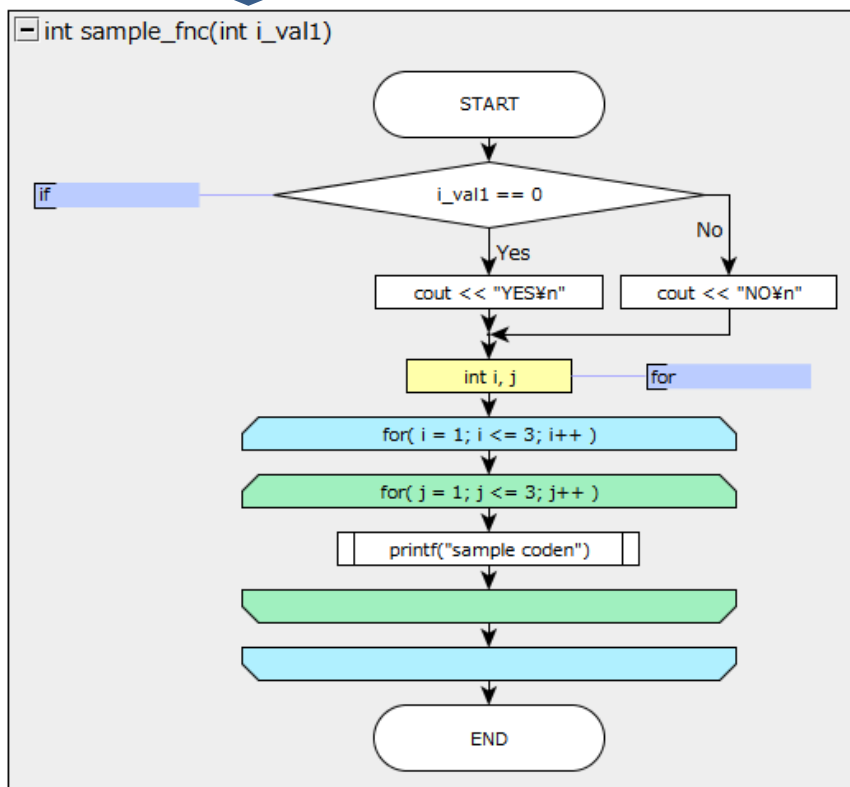 int sample_fnc(int i_val1)
START
if
i_val1 == 0
No
Yes
cout << "YES¥n"
cout << "NO¥n"
int i, j
for
for( i = 1; i <= 3; i++ )
for( j = 1; j <= 3; j++ )
printf("sample coden")
END